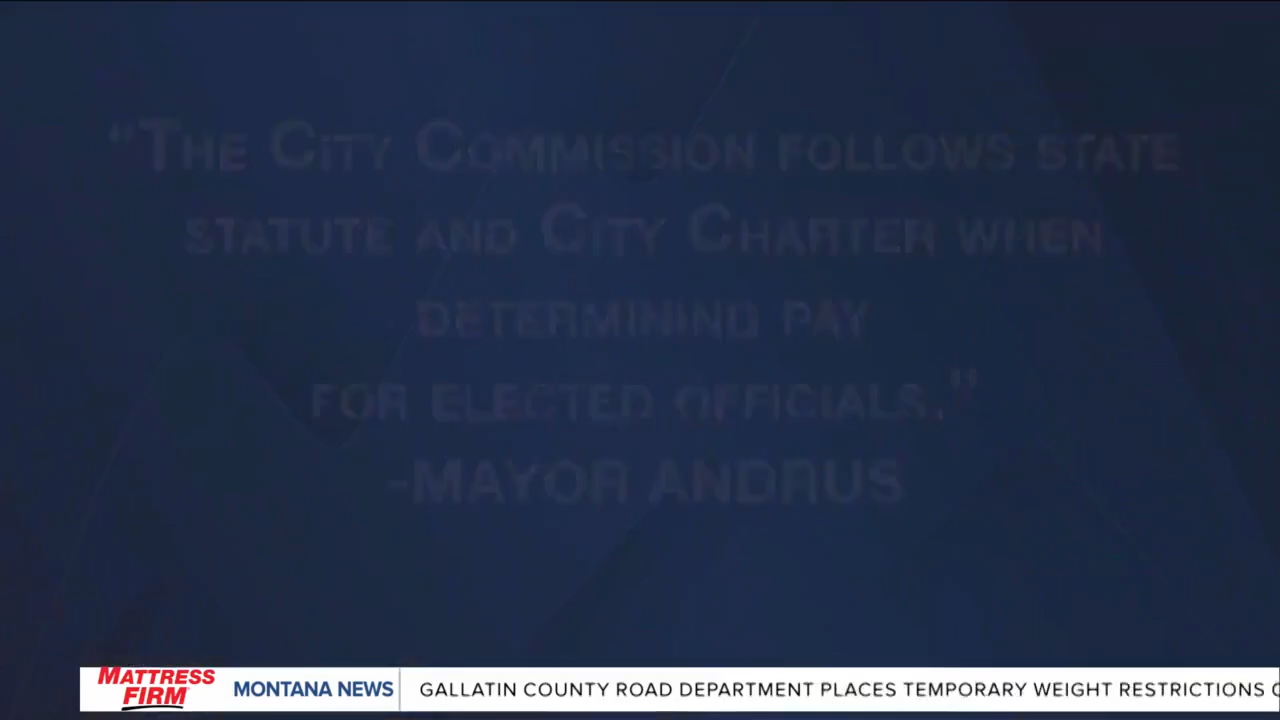 "THE CITY COMMISSION FOLLOWS STATE
STATUTE AND CITY CHARTER WHEN
DETERMINING PAY
FOR ELECTED OFFICIALS."
-MAYOR ANDRUS
MATTRESS
FIRM
MONTANA NEWS
GALLATIN COUNTY ROAD DEPARTMENT PLACES TEMPORARY WEIGHT RESTRICTIONS